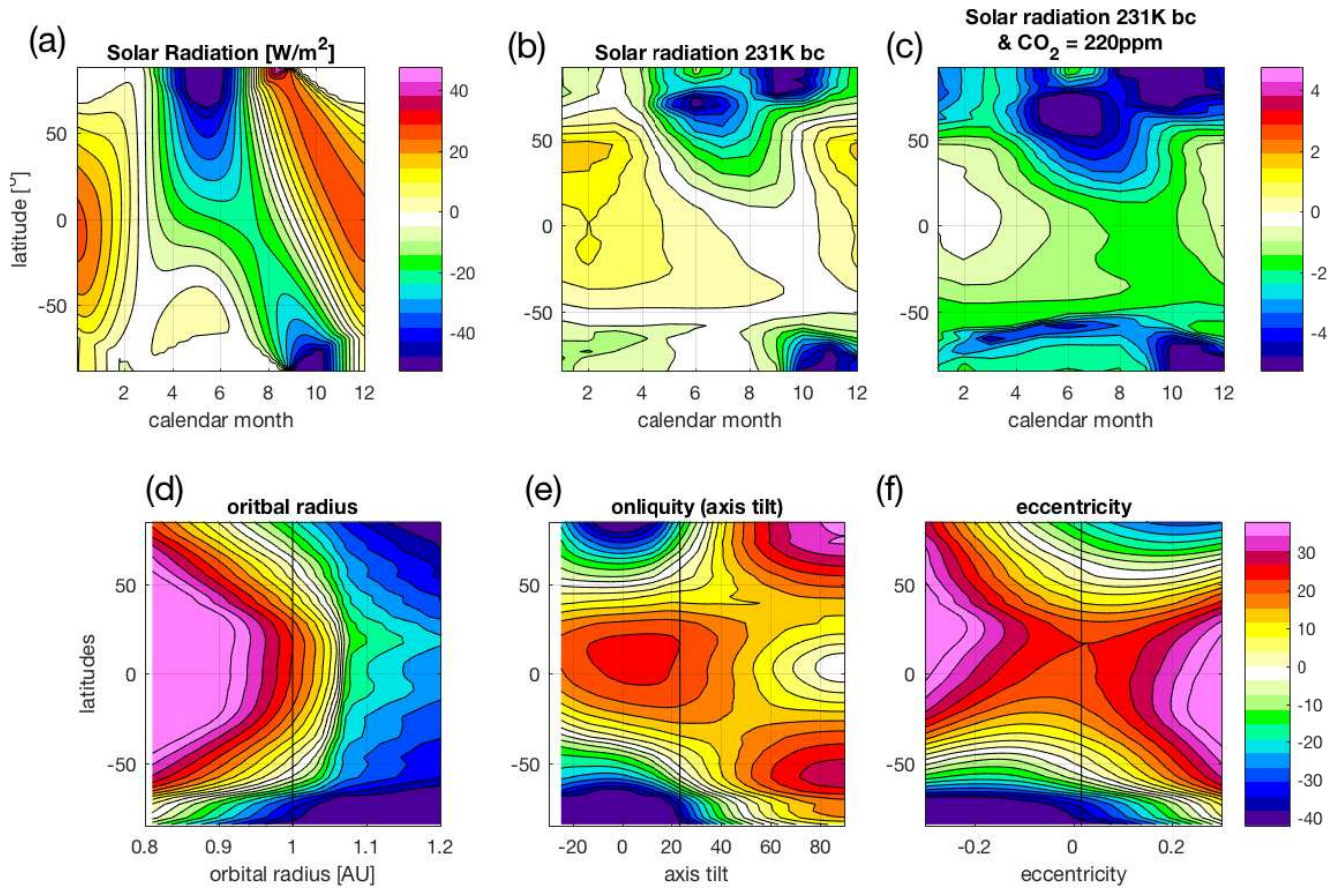 (a)
Solar Radiation [W/m²]
50
0
-50
latitude [°]
2 4 6 8 10 12
calendar month
40
20
0
-20
-40
(b)
Solar radiation 231K bc
50
0
-50
2 4 6 8 10 12
calendar month
(c)
Solar radiation 231K bc
& CO₂ = 220ppm
50
0
-50
2 4 6 8 10 12
calendar month
4
2
0
-2
-4
(d)
oritbal radius
50
0
-50
latitudes
0.8 0.9 1 1.1 1.2
orbital radius [AU]
(e)
onliquity (axis tilt)
50
0
-50
-20 0 20 40 60 80
axis tilt
(f)
eccentricity
50
0
-50
-0.2 0 0.2
eccentricity
30
20
10
0
-10
-20
-30
-40